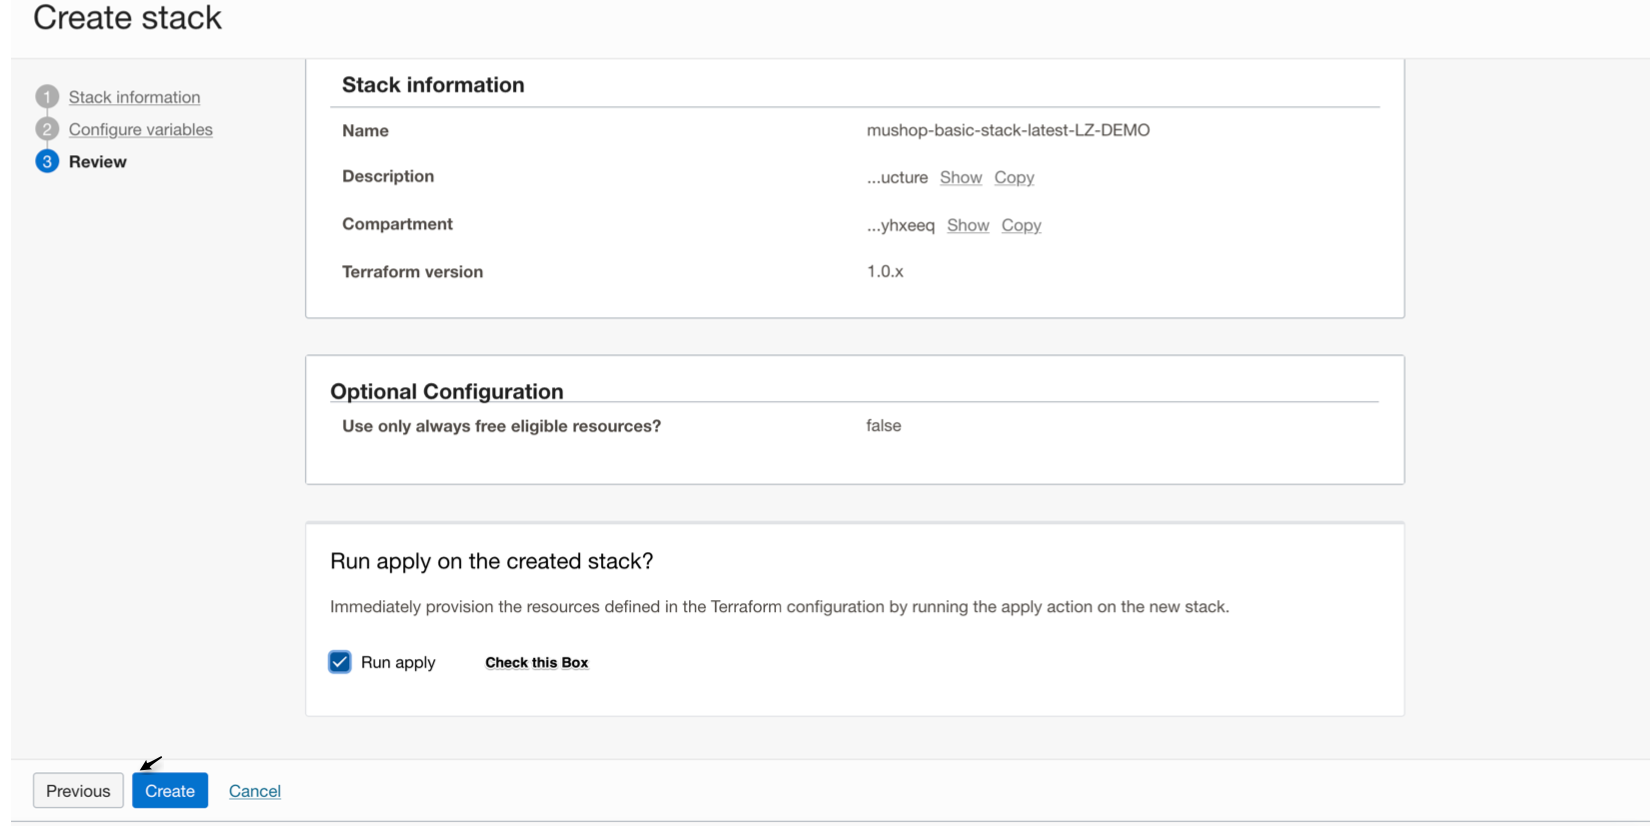 Create stack
1 Stack information
2 Configure variables
3 Review
Stack information
Name mushop-basic-stack-latest-LZ-DEMO
Description ...ucture Show Copy
Compartment ...yhxeeq Show Copy
Terraform version 1.0.x
Optional Configuration
Use only always free eligible resources? false
Run apply on the created stack?
Immediately provision the resources defined in the Terraform configuration by running the apply action on the new stack.
Run apply Check this Box
Previous Create Cancel